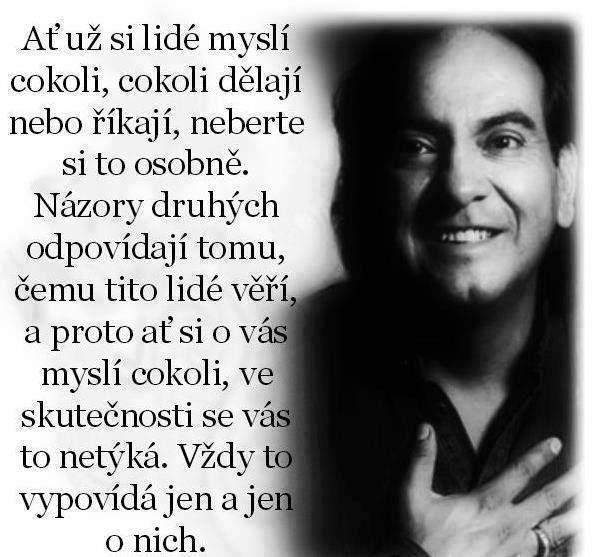 Ať už si lidé myslí
cokoli, cokoli dělají
nebo říkají, neberte
si to osobně.
Názory druhých
odpovídají tomu,
čemu tito lidé věří,
a proto ať si o vás
myslí cokoli, ve
skutečnosti se vás
to netýká. Vždy to
vypovídá jen a jen
o nich.